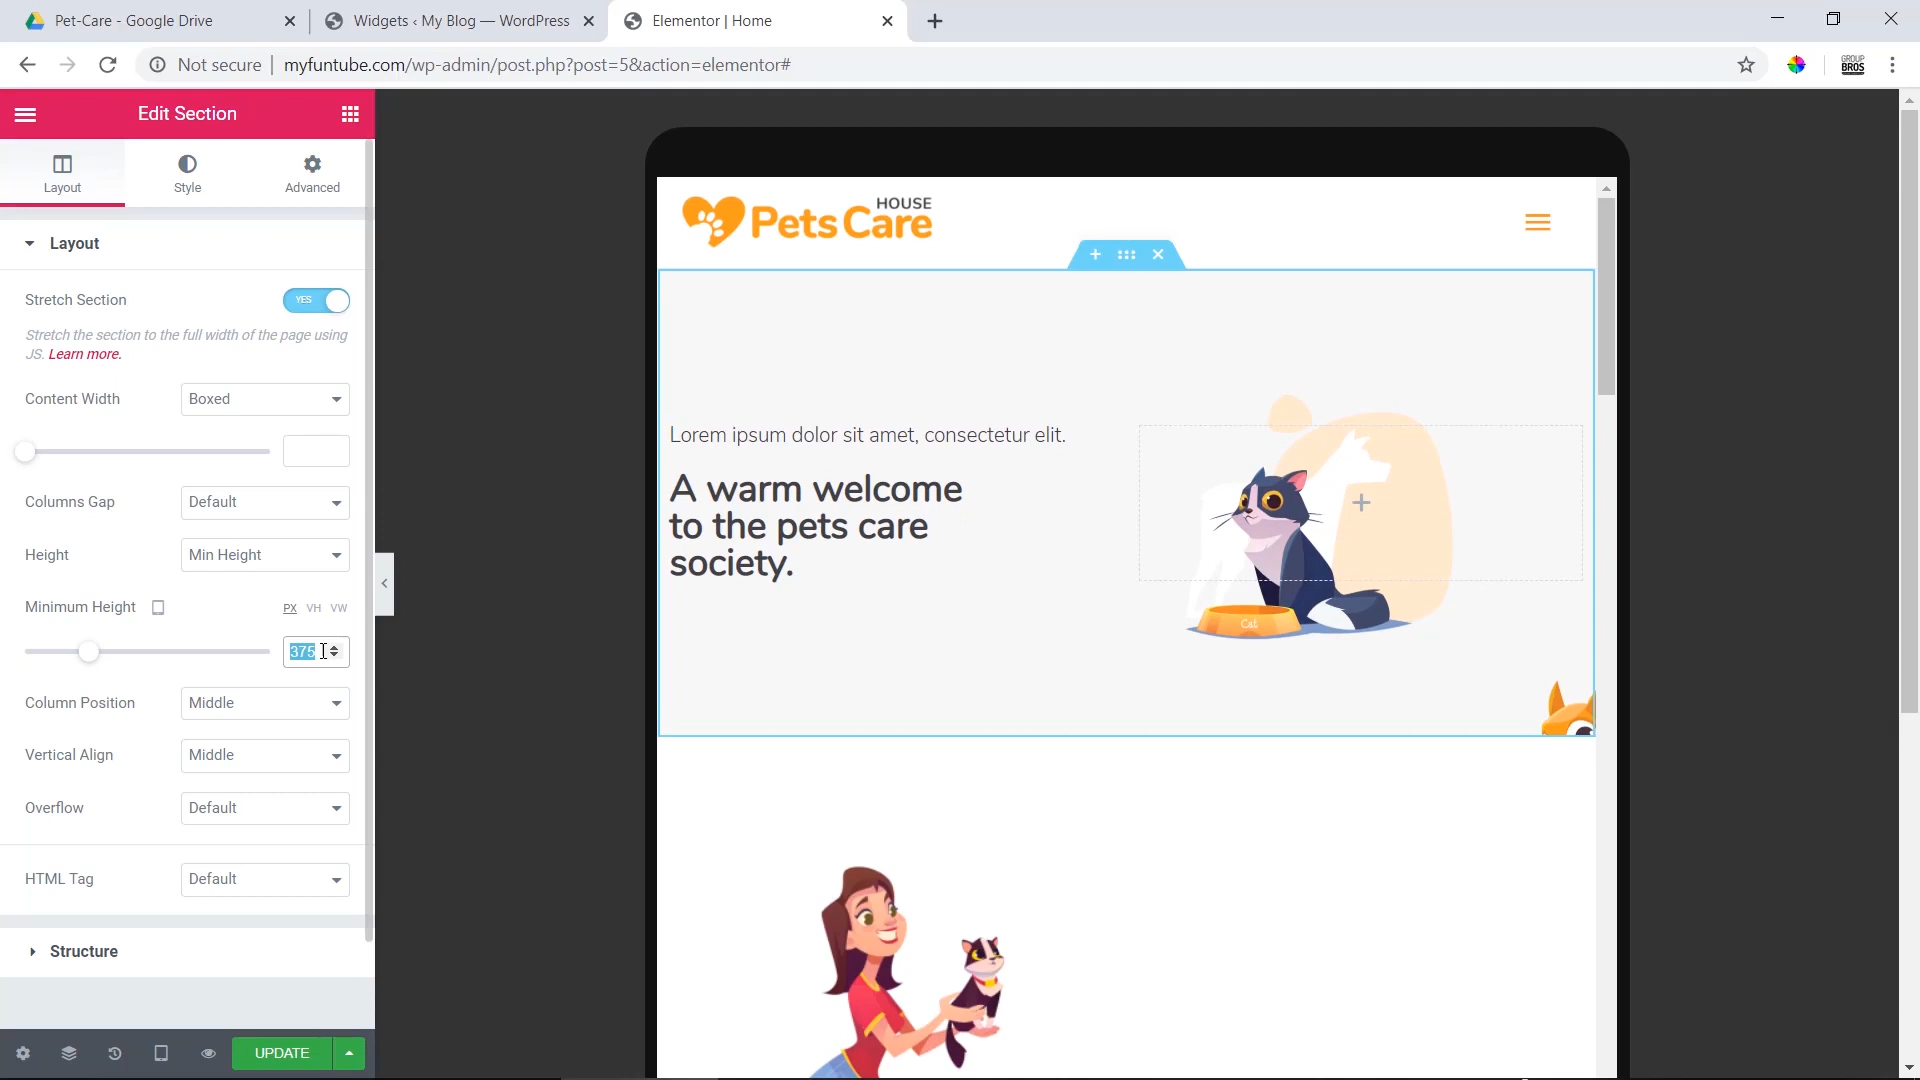 Pet-Care - Google Drive
Widgets ‹ My Blog — WordPress
Elementor | Home
Not secure | myfuntube.com/wp-admin/post.php?post=5&action=elementor#
GROUP
BROS
Edit Section
Layout
Style
Advanced
Layout
Stretch Section
YES
Stretch the section to the full width of the page using
JS. Learn more.
Content Width
Boxed
Columns Gap
Default
Height
Min Height
Minimum Height
PX VH VW
375
Column Position
Middle
Vertical Align
Middle
Overflow
Default
HTML Tag
Default
Structure
UPDATE
HOUSE
Pets Care
Lorem ipsum dolor sit amet, consectetur elit.
A warm welcome
to the pets care
society.
Cat